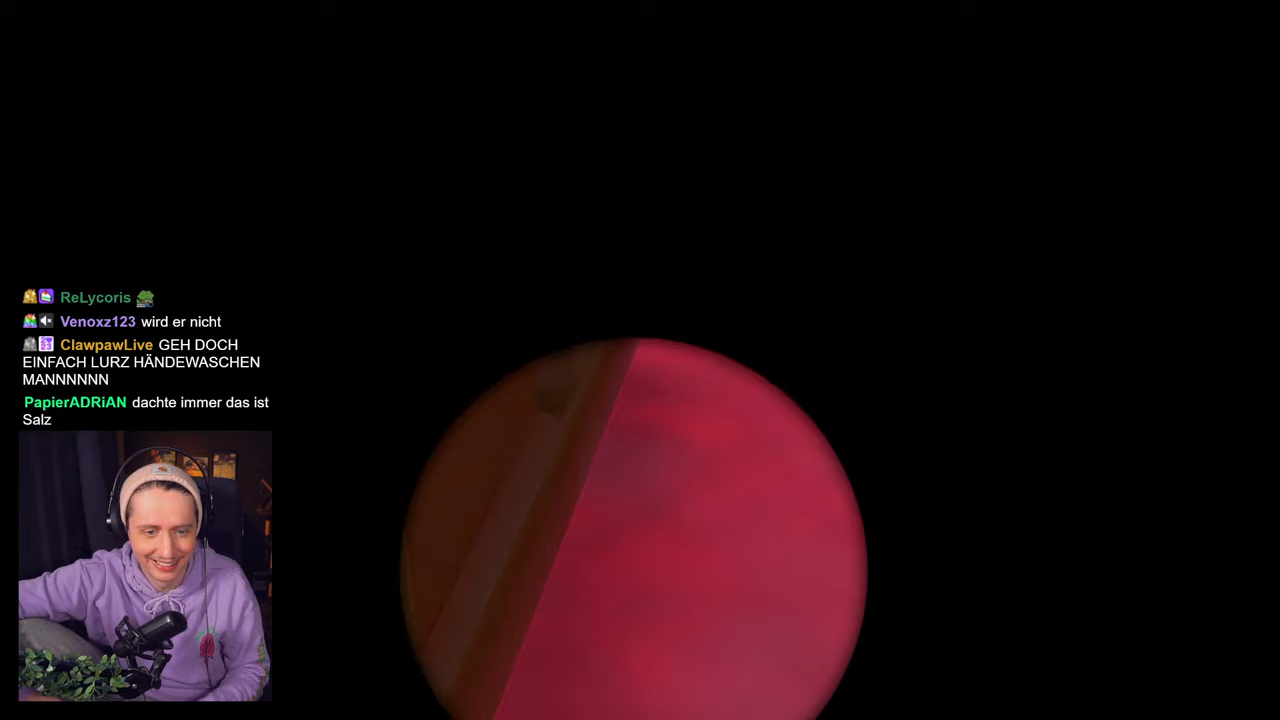 ReLycoris
Venoxz123 wird er nicht
ClawpawLive GEH DOCH
EINFACH LURZ HÄNDEWASCHEN
MANNNNNN
PapierADRiAN dachte immer das ist
Salz